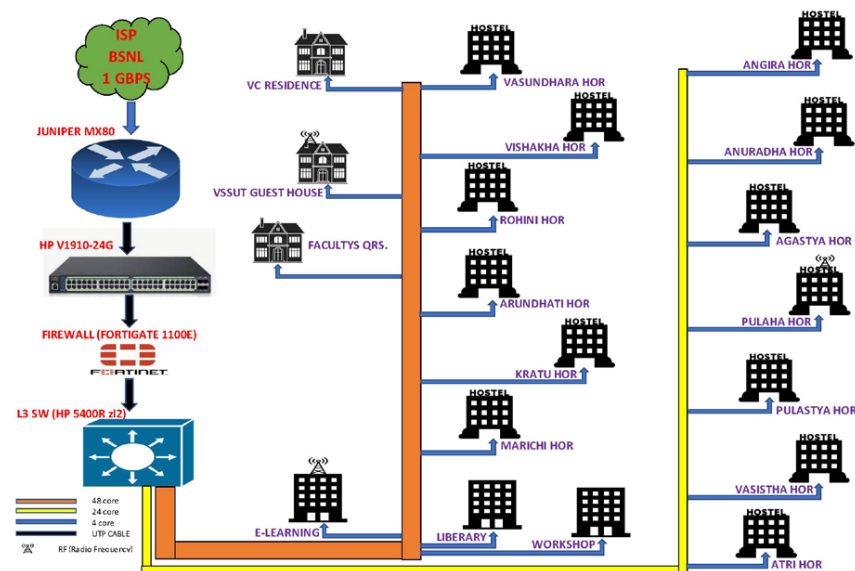 ISP
BSNL
1 GBPS
JUNIPER MX80
HP V1910-24G
FIREWALL (FORTIGATE 1100E)
FORTINET
L3 SW (HP 5400R zl2)
48 core
24 core
4 core
UTP CABLE
RF (Radio Frequency)
VC RESIDENCE
VSSUT GUEST HOUSE
FACULTYS QRS.
E-LEARNING
HOSTEL
VASUNDHARA HOR
HOSTEL
VISHAKHA HOR
HOSTEL
ROHINI HOR
HOSTEL
ARUNDHATI HOR
HOSTEL
KRATU HOR
HOSTEL
MARICHI HOR
LIBERARY
WORKSHOP
HOSTEL
ANGIRA HOR
HOSTEL
ANURADHA HOR
HOSTEL
AGASTYA HOR
HOSTEL
PULAHA HOR
HOSTEL
PULASTYA HOR
HOSTEL
VASISTHA HOR
HOSTEL
ATRI HOR